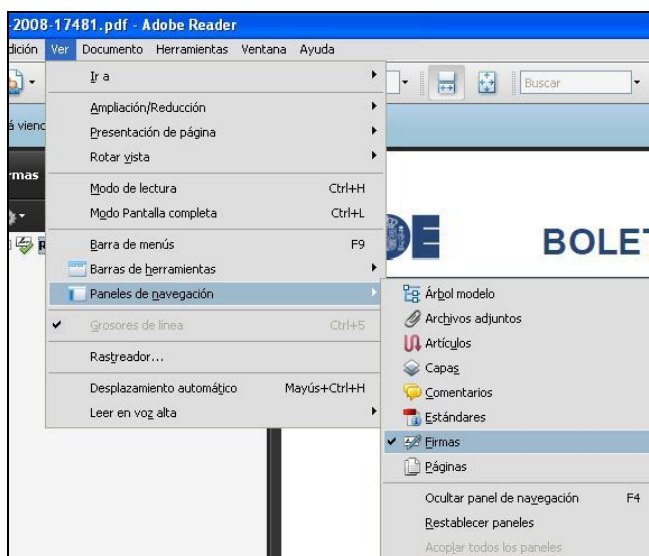 -2008-17481.pdf - Adobe Reader
dición Ver Documento Herramientas Ventana Ayuda
Ir a
Buscar
Ampliación/Reducción
á vienc
Presentación de página
Rotar vista
rmas
Modo de lectura Ctrl+H
Modo Pantalla completa Ctrl+L
Barra de menús F9
BOLET
Barras de herramientas
Paneles de navegación
Árbol modelo
Grosores de línea Ctrl+5
Archivos adjuntos
Artículos
Rastreador...
Capas
Desplazamiento automático Mayús+Ctrl+H
Comentarios
Leer en voz alta
Estándares
Firmas
Páginas
Ocultar panel de navegación F4
Restablecer paneles
Acoplar todos los paneles